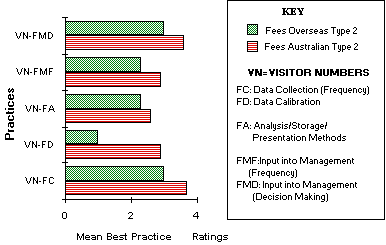 Practices
VN-FMD
VN-FMF
VN-FA
VN-FD
VN-FC
0
2
4
Mean Best Practice Ratings
KEY
Fees Overseas Type 2
Fees Australian Type 2
VN=VISITOR NUMBERS
FC: Data Collection (Frequency)
FD: Data Calibration
FA: Analysis/Storage/
Presentation Methods
FMF:Input into Management
(Frequency)
FMD: Input into Management
(Decision Making)